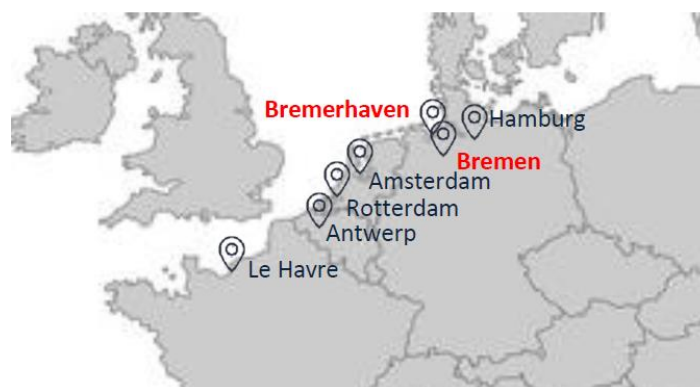 Bremerhaven
Hamburg
Bremen
Amsterdam
Rotterdam
Antwerp
Le Havre